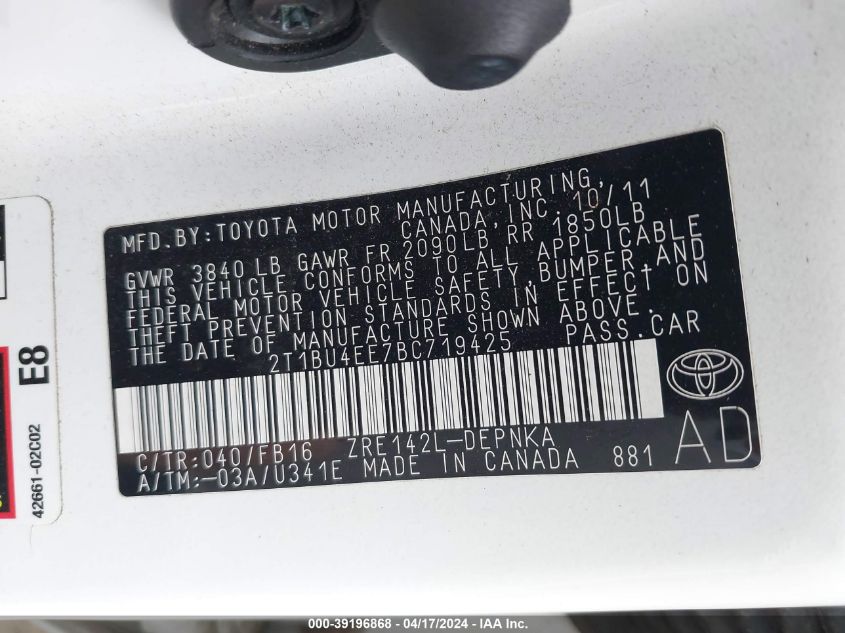 MFD.BY:TOYOTA MOTOR MANUFACTURING,
CANADA, INC. 10/11
GVWR 3840 LB GAWR FR 2090LB RR 1850LB
THIS VEHICLE CONFORMS TO ALL APPLICABLE
FEDERAL MOTOR VEHICLE SAFETY,BUMPER,AND
THEFT PREVENTION STANDARDS IN EFFECT ON
THE DATE OF MANUFACTURE SHOWN ABOVE.
2T1BU4EE7BC719425 PASS.CAR
C/TR:040/FB16 ZRE142L-DEPNKA
A/TM:-03A/U341E MADE IN CANADA 881
AD
E8
42661-02C02
000-39196868 - 04/17/2024 - IAA Inc.